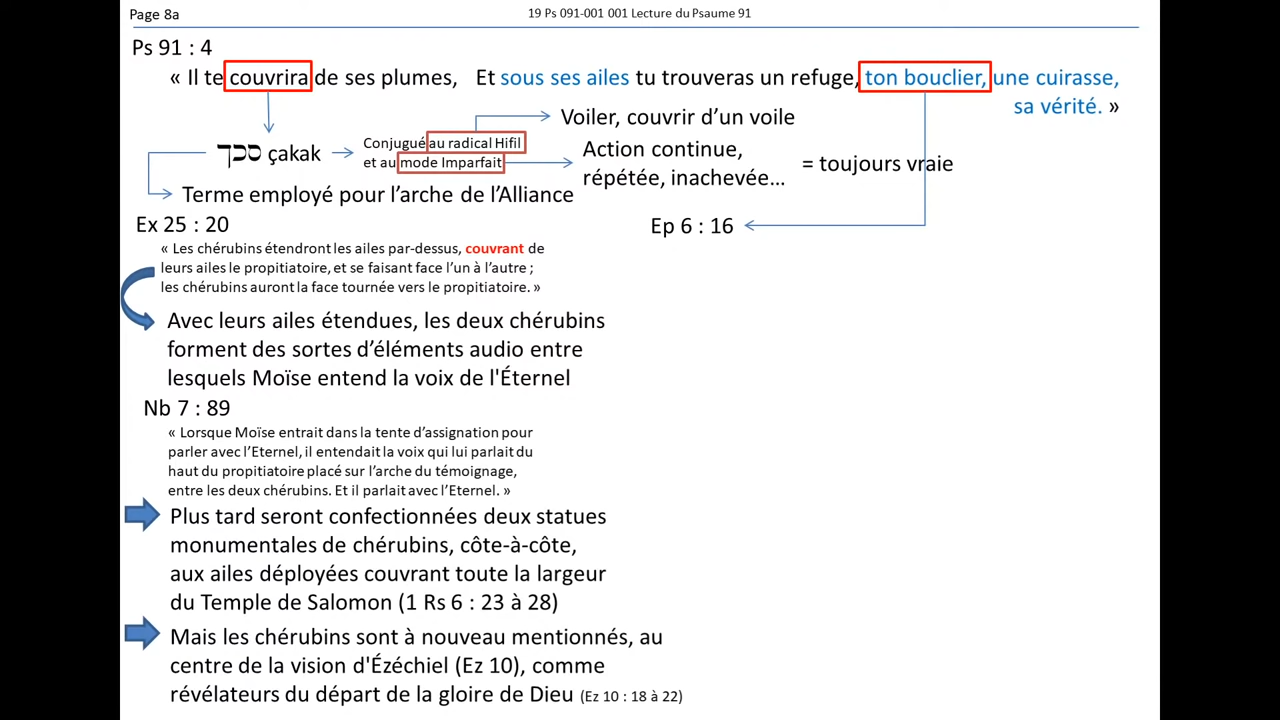 Page 8a
19 Ps 091-001 001 Lecture du Psaume 91
Ps 91 : 4
« Il te couvrira de ses plumes, Et sous ses ailes tu trouveras un refuge, ton bouclier, une cuirasse,
sa vérité. »
Voiler, couvrir d’un voile
סכך çakak
Conjugué au radical Hifil
et au mode Imparfait
Action continue,
répétée, inachevée…
= toujours vraie
Terme employé pour l’arche de l’Alliance
Ex 25 : 20
Ep 6 : 16
« Les chérubins étendront les ailes par-dessus, couvrant de
leurs ailes le propitiatoire, et se faisant face l’un à l’autre ;
les chérubins auront la face tournée vers le propitiatoire. »
Avec leurs ailes étendues, les deux chérubins
forment des sortes d’éléments audio entre
lesquels Moïse entend la voix de l'Éternel
Nb 7 : 89
« Lorsque Moïse entrait dans la tente d’assignation pour
parler avec l’Eternel, il entendait la voix qui lui parlait du
haut du propitiatoire placé sur l’arche du témoignage,
entre les deux chérubins. Et il parlait avec l’Eternel. »
Plus tard seront confectionnées deux statues
monumentales de chérubins, côte-à-côte,
aux ailes déployées couvrant toute la largeur
du Temple de Salomon (1 Rs 6 : 23 à 28)
Mais les chérubins sont à nouveau mentionnés, au
centre de la vision d'Ézéchiel (Ez 10), comme
révélateurs du départ de la gloire de Dieu (Ez 10 : 18 à 22)